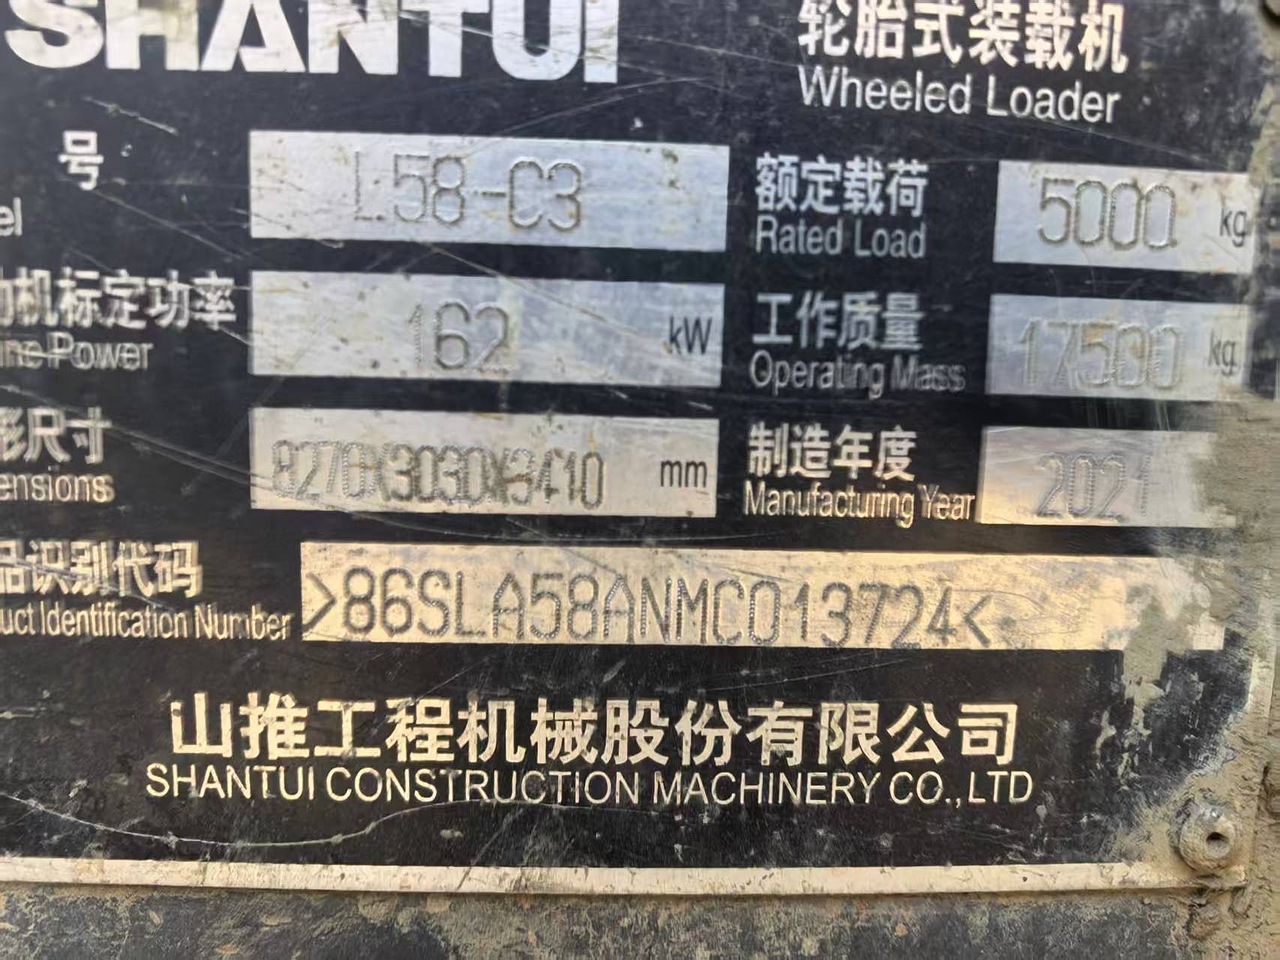 SHANTUI
轮胎式装载机
Wheeled Loader
号 L58-C3
el
额定载荷 5000 kg
Rated Load
动机标定功率 162 kW
ine Power
工作质量 17500 kg
Operating Mass
形尺寸 8270X3030X3410 mm
ensions
制造年度 2021
Manufacturing Year
品识别代码 >86SLA58ANMC013724<
uct Identification Number
山推工程机械股份有限公司
SHANTUI CONSTRUCTION MACHINERY CO.,LTD